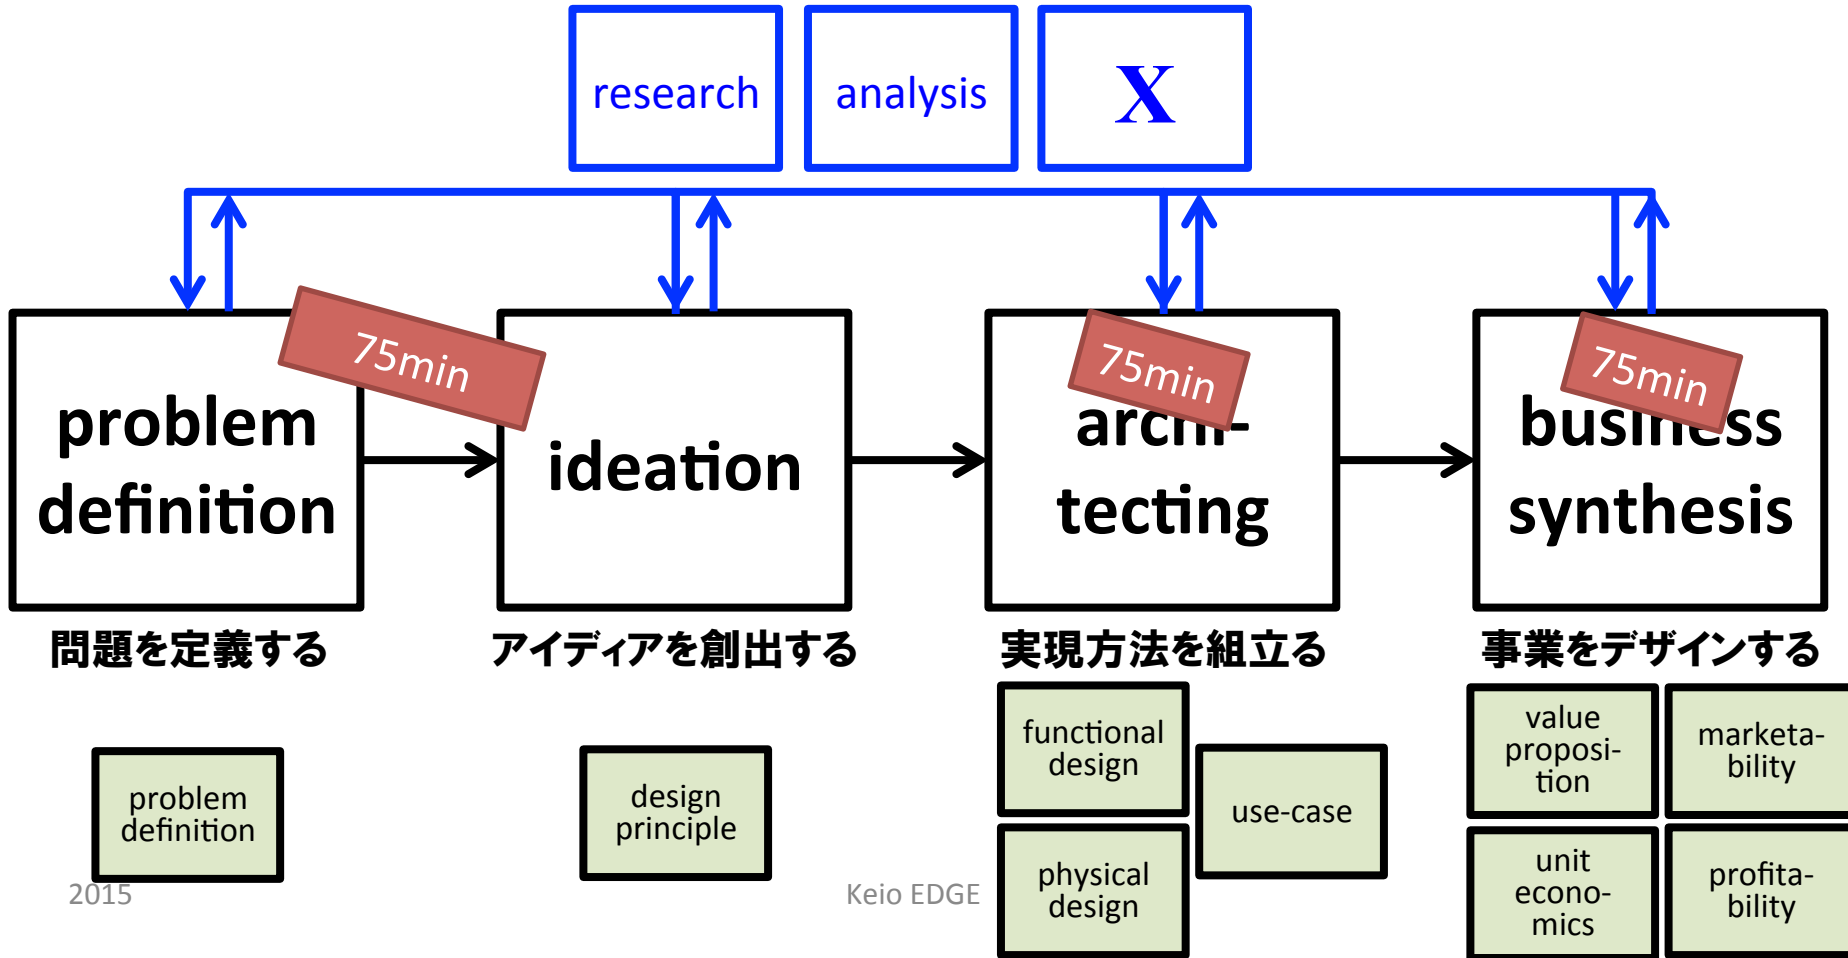 research
analysis
X
75min
75min
75min
problem
definition
ideation
archi-
tecting
business
synthesis
問題を定義する
アイディアを創出する
実現方法を組立る
事業をデザインする
problem
definition
design
principle
functional
design
use-case
physical
design
value
proposi-
tion
marketa-
bility
unit
econo-
mics
profita-
bility
2015
Keio EDGE